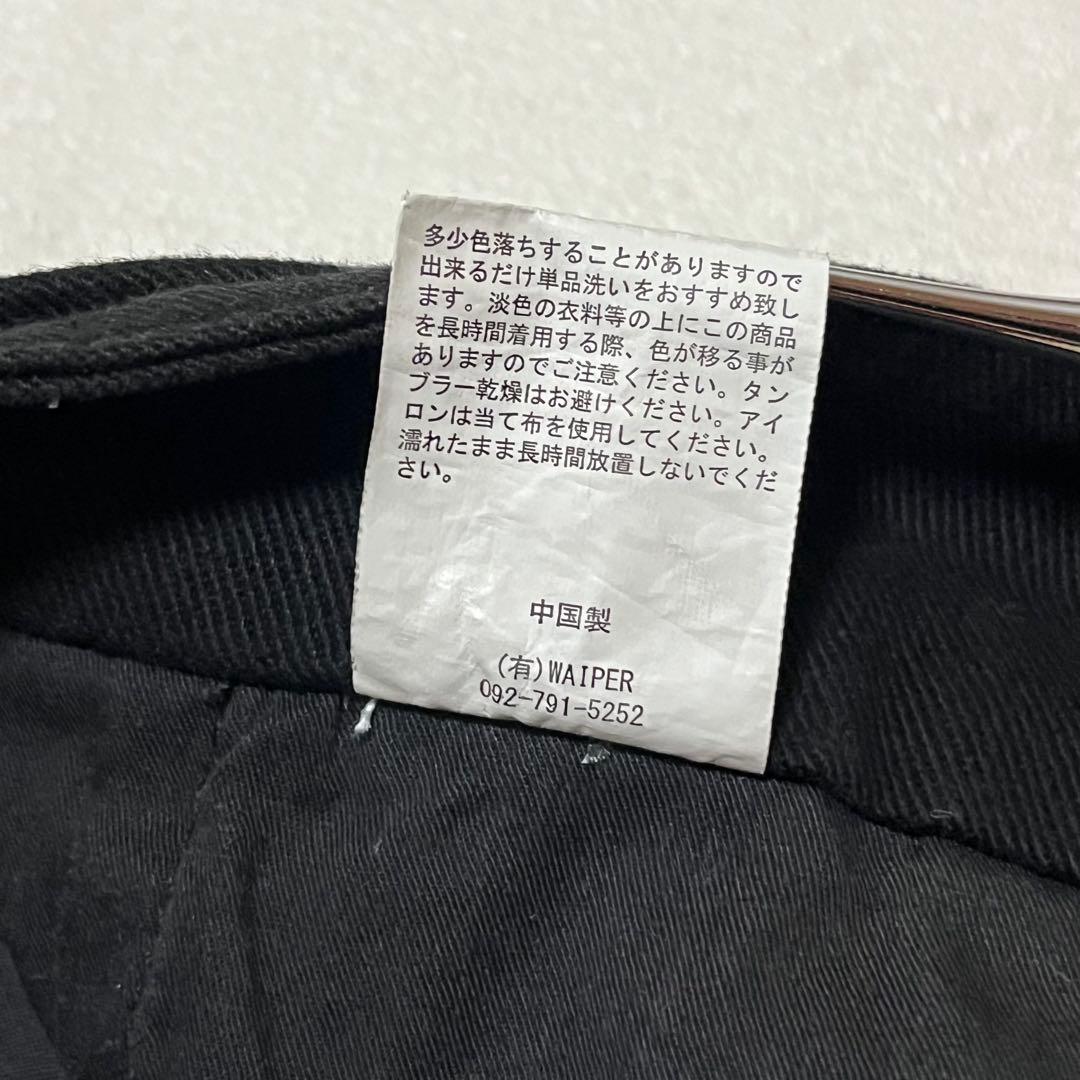 多少色落ちすることがありますので
出来るだけ単品洗いをおすすめ致し
ます。淡色の衣料等の上にこの商品
を長時間着用する際、色が移る事が
ありますのでご注意ください。タン
ブラー乾燥はお避けください。アイ
ロンは当て布を使用してください。
濡れたまま長時間放置しないでくだ
さい。
中国製
(有)WAIPER
092-791-5252